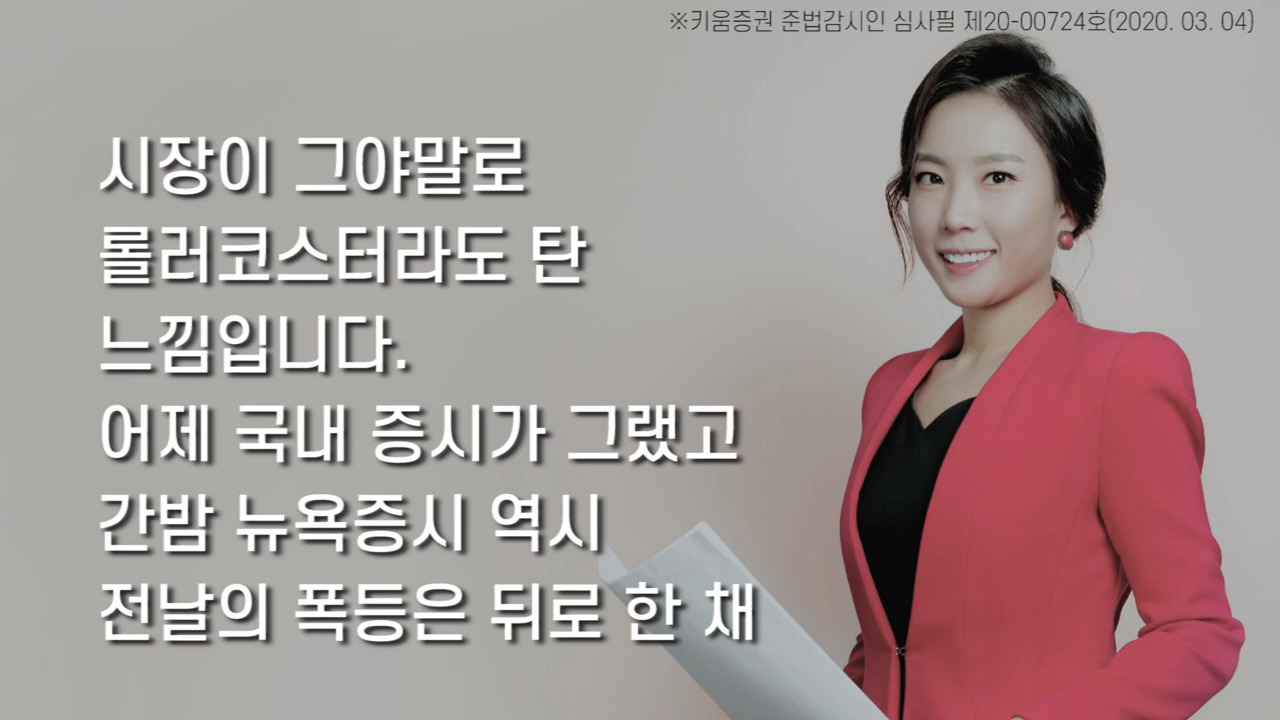 ※키움증권 준법감시인 심사필 제20-00724호(2020. 03. 04)
시장이 그야말로
롤러코스터라도 탄
느낌입니다.
어제 국내 증시가 그랬고
간밤 뉴욕증시 역시
전날의 폭등은 뒤로 한 채